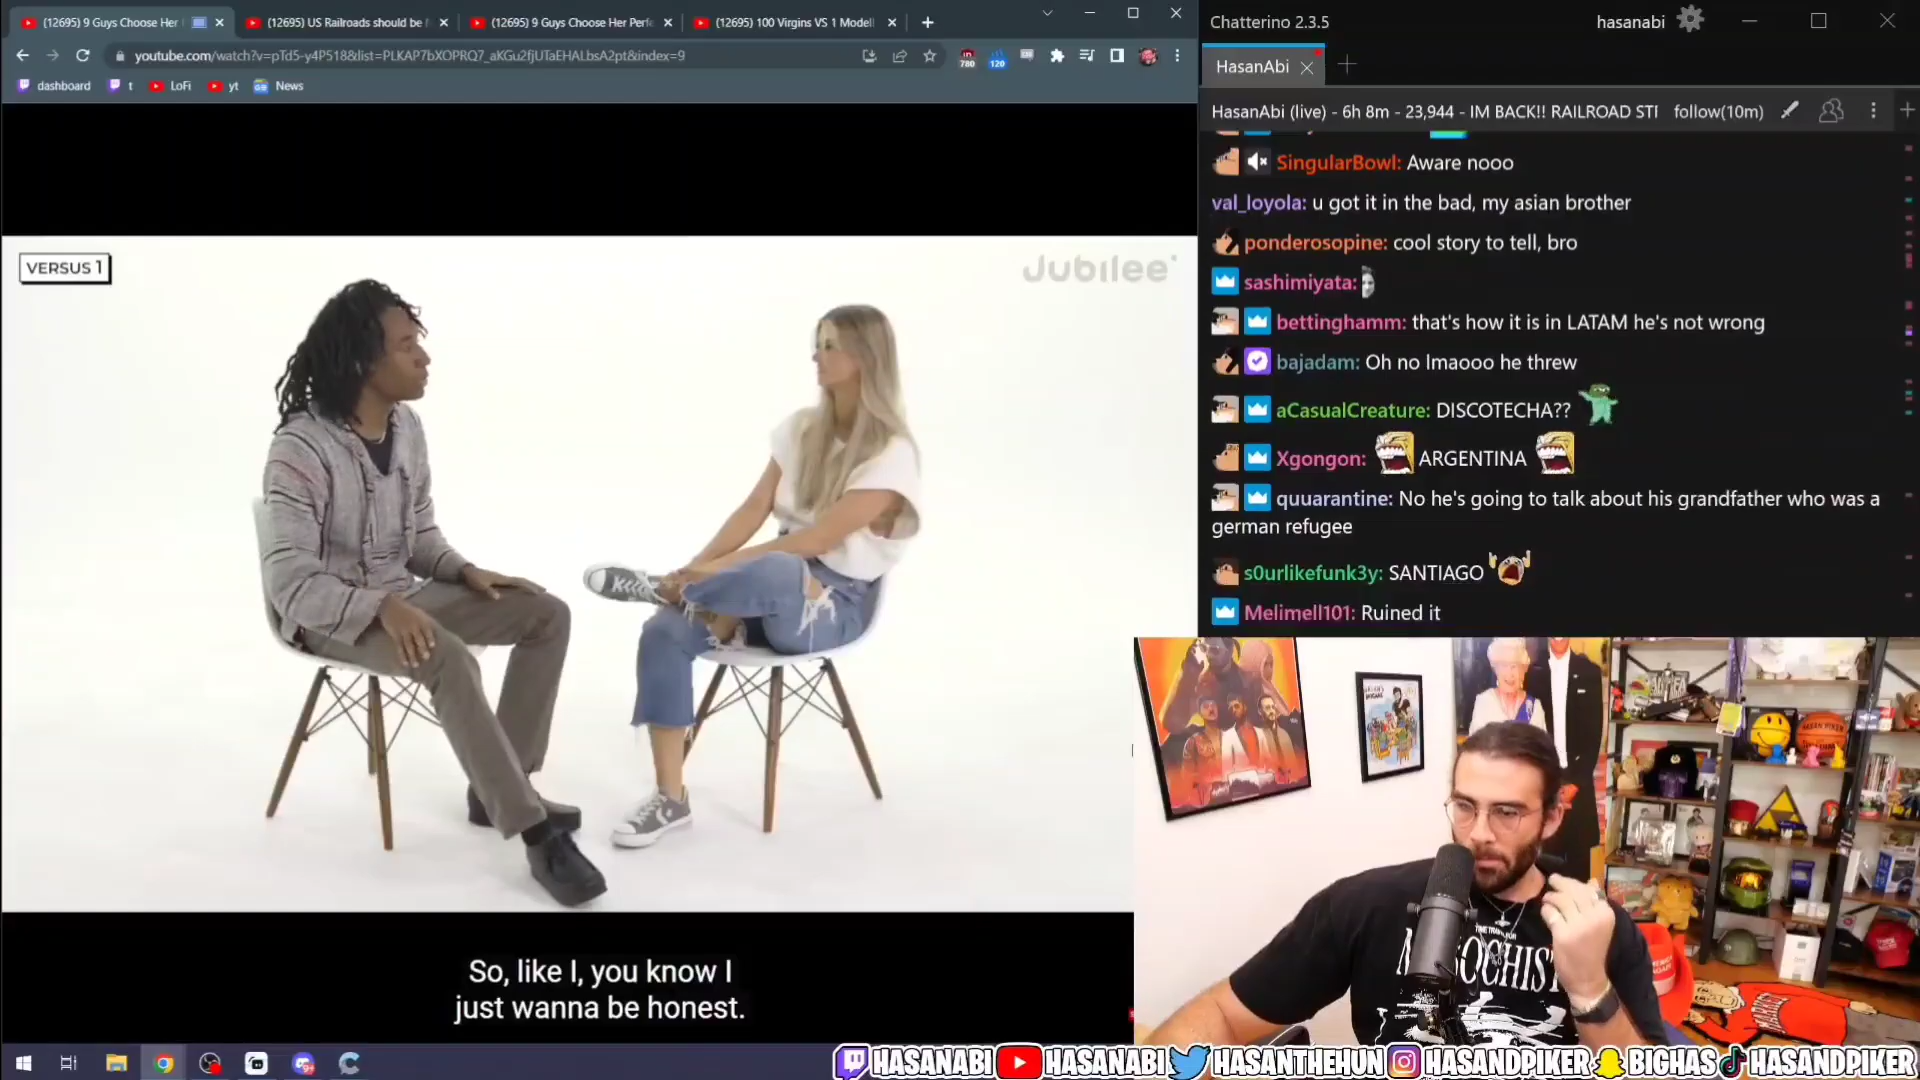 (12695) 9 Guys Choose Her
(12695) US Railroads should be
(12695) 9 Guys Choose Her Perfe
(12695) 100 Virgins VS 1 Model
youtube.com/watch?v=pTd5-y4P518&list=PLKAP7bXOPRQ7_aKGu2fjUTaEHALbsA2pt&index=9
780
120
dashboard
t
LoFi
yt
News
VERSUS 1
Jubilee
So, like I, you know I
just wanna be honest.
Chatterino 2.3.5
hasanabi
HasanAbi
HasanAbi (live) - 6h 8m - 23,944 - IM BACK!! RAILROAD STI
follow(10m)
SingularBowl: Aware nooo
val_loyola: u got it in the bad, my asian brother
ponderosopine: cool story to tell, bro
sashimiyata:
bettinghamm: that's how it is in LATAM he's not wrong
bajadam: Oh no lmaooo he threw
aCasualCreature: DISCOTECHA??
Xgongon: ARGENTINA
quuarantine: No he's going to talk about his grandfather who was a
german refugee
s0urlikefunk3y: SANTIAGO
Melimell101: Ruined it
HASANABI
HASANABI
HASANTHEHUN
HASANDPIKER
BIGHAS
HASANDPIKER